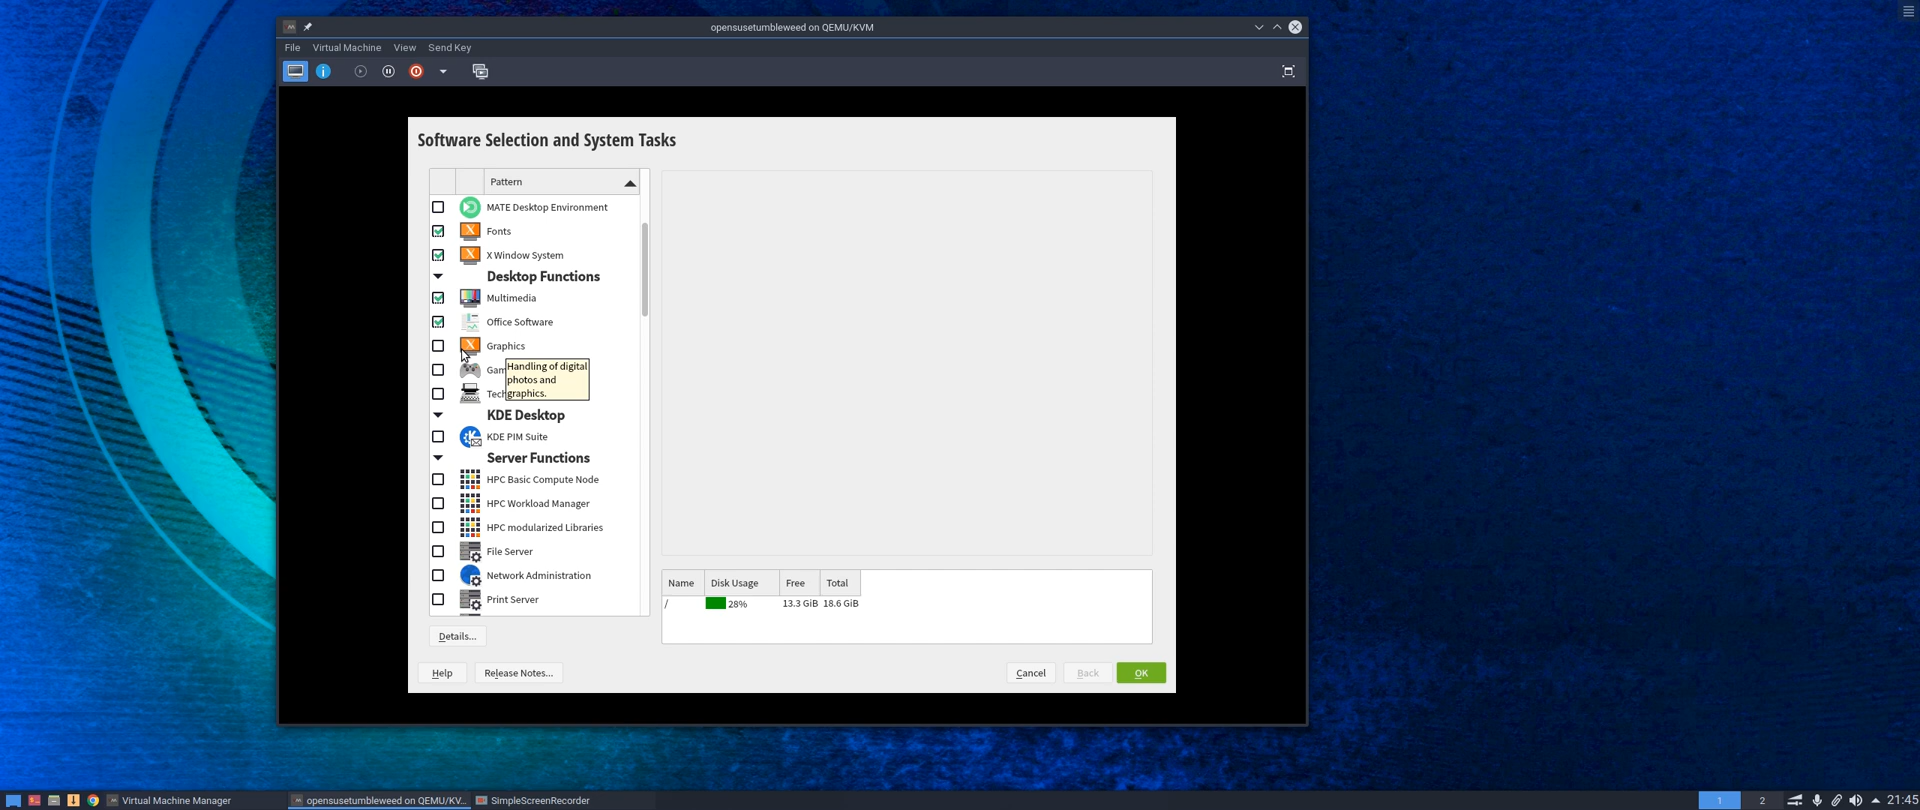 opensusetumbleweed on QEMU/KVM
File Virtual Machine View Send Key
Software Selection and System Tasks
Pattern
MATE Desktop Environment
Fonts
X Window System
Desktop Functions
Multimedia
Office Software
Graphics
Gam
Tech
Handling of digital
photos and
graphics.
KDE Desktop
KDE PIM Suite
Server Functions
HPC Basic Compute Node
HPC Workload Manager
HPC modularized Libraries
File Server
Network Administration
Print Server
Name Disk Usage Free Total
/ 28% 13.3 GiB 18.6 GiB
Details...
Help Release Notes... Cancel Back OK
Virtual Machine Manager opensusetumbleweed on QEMU/KV... SimpleScreenRecorder 1 2 21:45